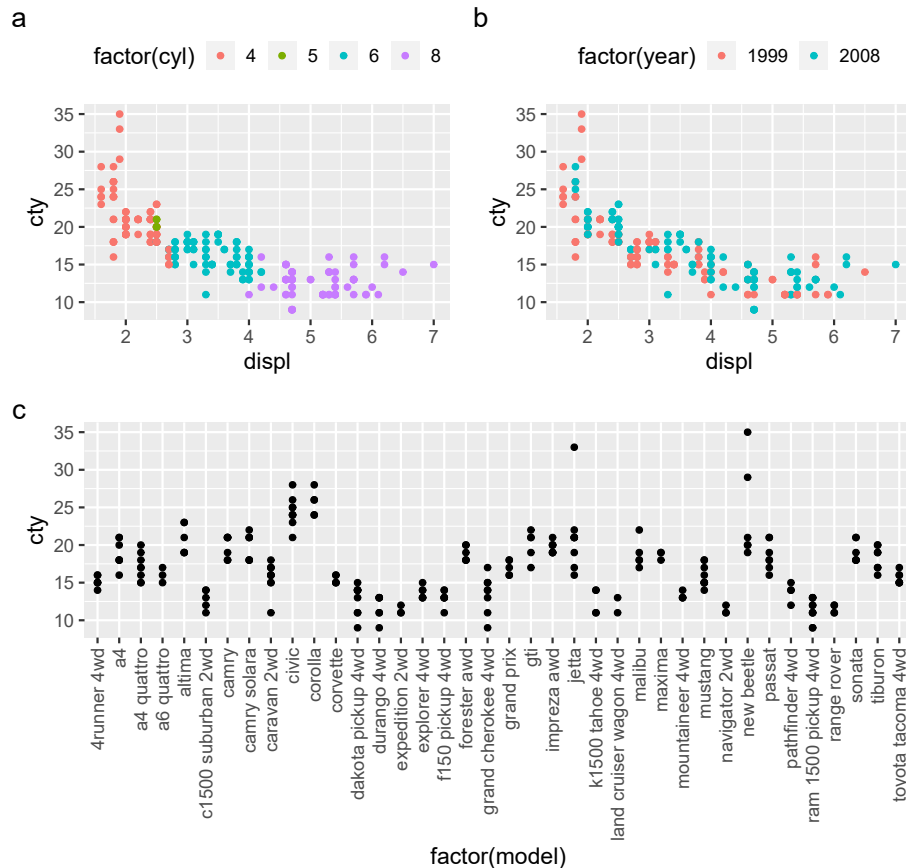 a
factor(cyl) 4 5 6 8
35
30
25
20
15
10
cty
2 3 4 5 6 7
displ
b
factor(year) 1999 2008
35
30
25
20
15
10
cty
2 3 4 5 6 7
displ
c
35
30
25
20
15
10
cty
4runner 4wd
a4
a4 quattro
a6 quattro
altima
c1500 suburban 2wd
camry
camry solara
caravan 2wd
civic
corolla
corvette
dakota pickup 4wd
durango 4wd
expedition 2wd
explorer 4wd
f150 pickup 4wd
forester awd
grand cherokee 4wd
grand prix
gti
impreza awd
jetta
k1500 tahoe 4wd
land cruiser wagon 4wd
malibu
maxima
mountaineer 4wd
mustang
navigator 2wd
new beetle
passat
pathfinder 4wd
ram 1500 pickup 4wd
range rover
sonata
tiburon
toyota tacoma 4wd
factor(model)